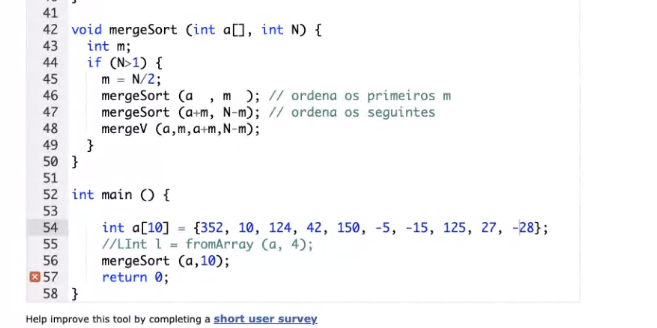 41
42 void mergeSort (int a[], int N) {
43 int m;
44 if (N>1) {
45 m = N/2;
46 mergeSort (a , m ); // ordena os primeiros m
47 mergeSort (a+m, N-m); // ordena os seguintes
48 mergeV (a,m,a+m,N-m);
49 }
50 }
51
52 int main () {
53
54 int a[10] = {352, 10, 124, 42, 150, -5, -15, 125, 27, -28};
55 //LInt l = fromArray (a, 4);
56 mergeSort (a,10);
57 return 0;
58 }
Help improve this tool by completing a short user survey